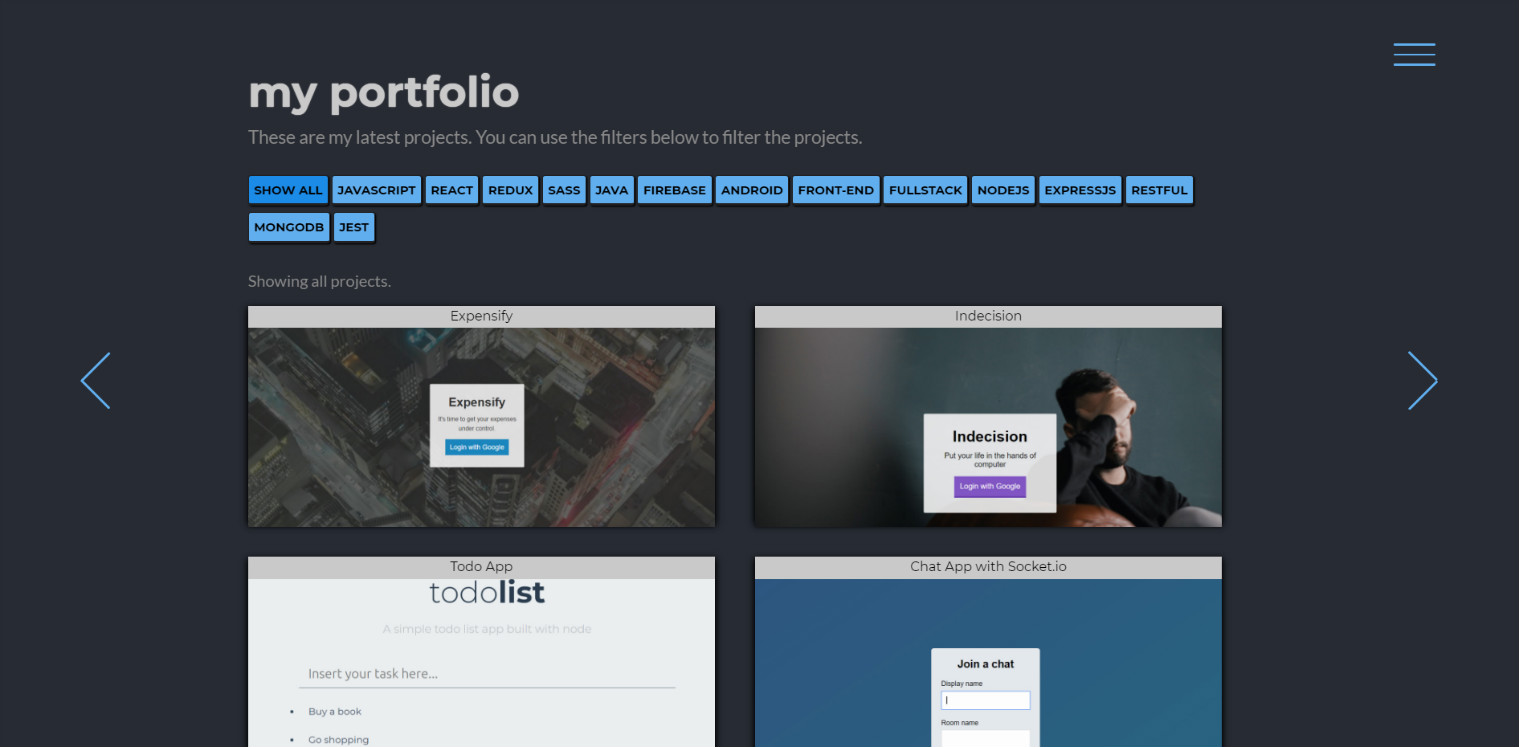 my portfolio
These are my latest projects. You can use the filters below to filter the projects.
SHOW ALL JAVASCRIPT REACT REDUX SASS JAVA FIREBASE ANDROID FRONT-END FULLSTACK NODEJS EXPRESSJS RESTFUL
MONGODB JEST
Showing all projects.
Expensify
Expensify
It's time to get your expenses
under control
Login with Google
Indecision
Indecision
Put your life in the hands of
computer
Login with Google
Todo App
todolist
A simple todo list app built with node
Insert your task here...
Buy a book
Go shopping
Chat App with Socket.io
Join a chat
Display name
Room name